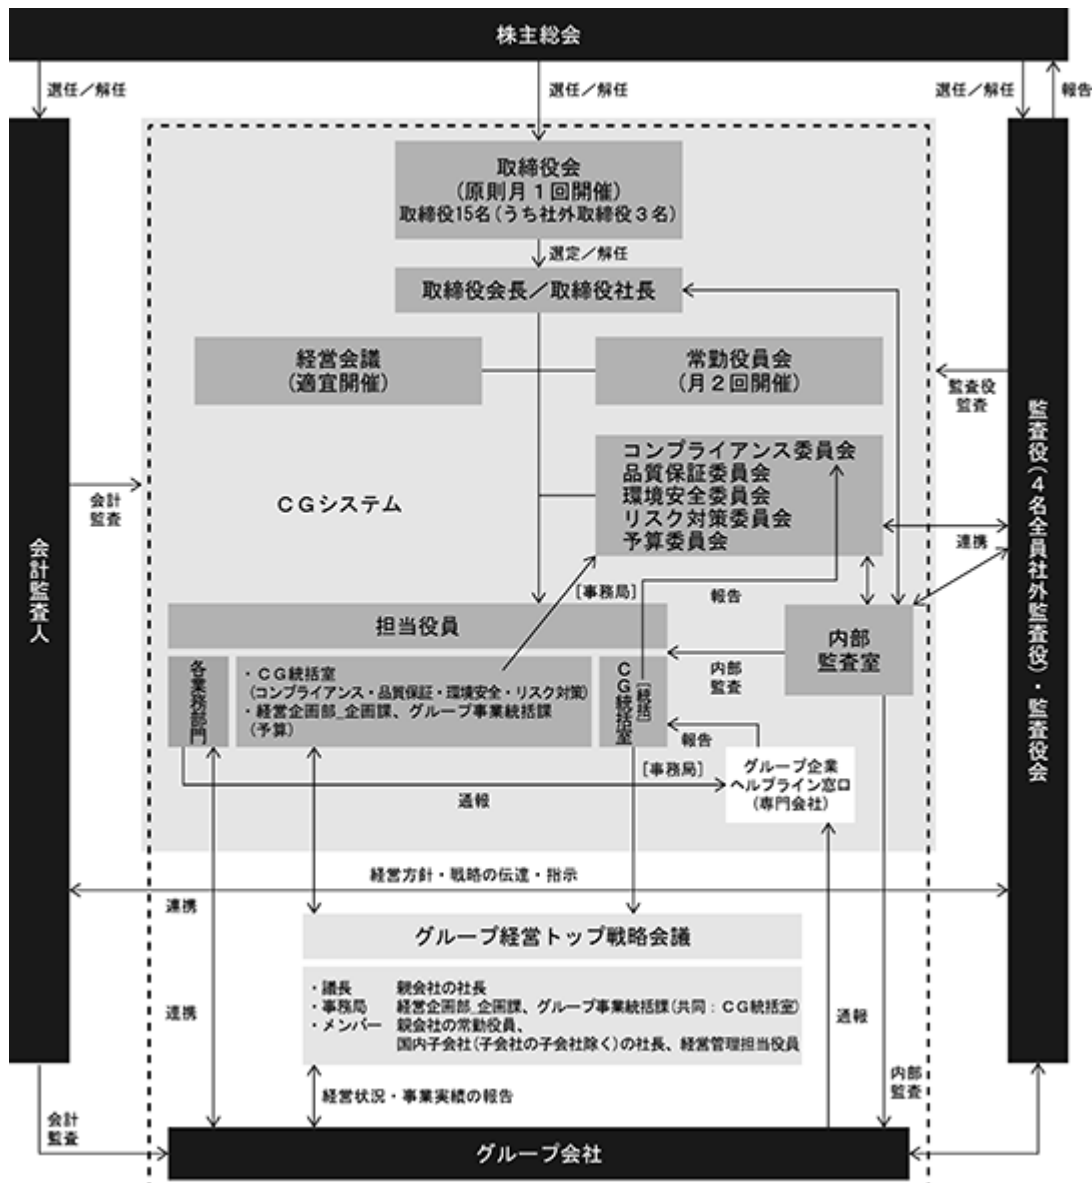 株主総会
選任／解任
選任／解任
選任／解任
報告
取締役会
（原則月１回開催）
取締役15名（うち社外取締役３名）
選定／解任
取締役会長／取締役社長
経営会議
（適宜開催）
常勤役員会
（月２回開催）
監査役
監査
会計
監査
ＣＧシステム
コンプライアンス委員会
品質保証委員会
環境安全委員会
リスク対策委員会
予算委員会
連携
会計監査人
監査役（４名全員社外監査役）・監査役会
[事務局]
報告
担当役員
内部
監査室
内部
監査
各業務部門
・ＣＧ統括室
（コンプライアンス・品質保証・環境安全・リスク対策）
・経営企画部_企画課、グループ事業統括課
（予算）
ＣＧ統括室
[統括]
報告
[事務局]
通報
グループ企業
ヘルプライン窓口
（専門会社）
経営方針・戦略の伝達・指示
連携
グループ経営トップ戦略会議
・議長　親会社の社長
・事務局　経営企画部_企画課、グループ事業統括課（共同：ＣＧ統括室）
・メンバー　親会社の常勤役員、
国内子会社（子会社の子会社除く）の社長、経営管理担当役員
連携
通報
経営状況・事業実績の報告
内部
監査
会計
監査
グループ会社